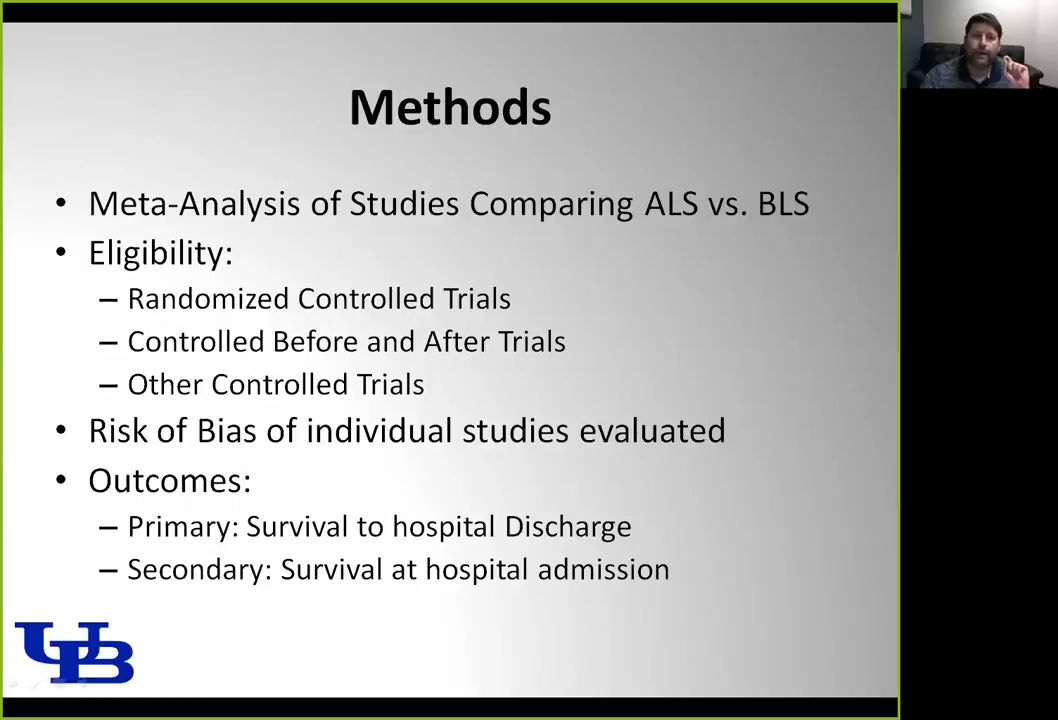 Methods
• Meta-Analysis of Studies Comparing ALS vs. BLS
• Eligibility:
– Randomized Controlled Trials
– Controlled Before and After Trials
– Other Controlled Trials
• Risk of Bias of individual studies evaluated
• Outcomes:
– Primary: Survival to hospital Discharge
– Secondary: Survival at hospital admission
UB